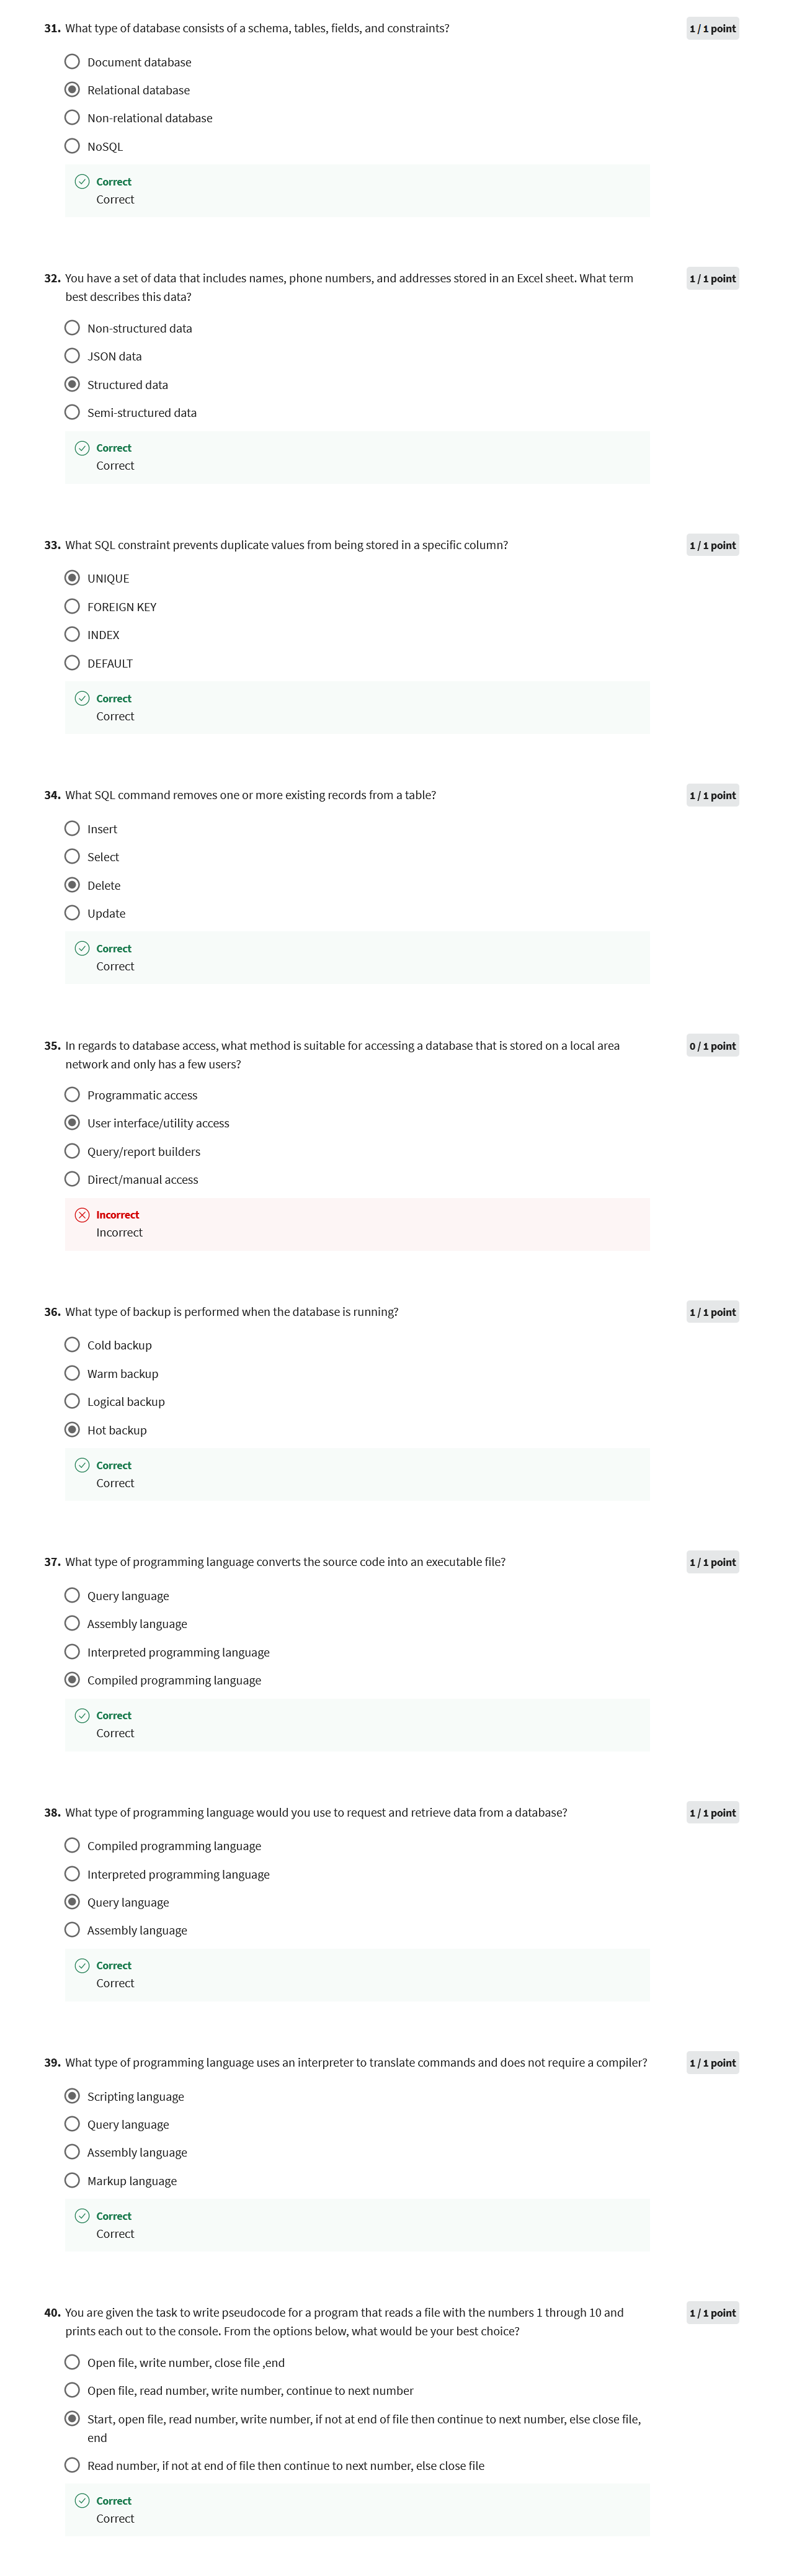 31. What type of database consists of a schema, tables, fields, and constraints?
1 / 1 point
Document database
Relational database
Non-relational database
NoSQL
Correct
Correct
32. You have a set of data that includes names, phone numbers, and addresses stored in an Excel sheet. What term
best describes this data?
1 / 1 point
Non-structured data
JSON data
Structured data
Semi-structured data
Correct
Correct
33. What SQL constraint prevents duplicate values from being stored in a specific column?
1 / 1 point
UNIQUE
FOREIGN KEY
INDEX
DEFAULT
Correct
Correct
34. What SQL command removes one or more existing records from a table?
1 / 1 point
Insert
Select
Delete
Update
Correct
Correct
35. In regards to database access, what method is suitable for accessing a database that is stored on a local area
network and only has a few users?
0 / 1 point
Programmatic access
User interface/utility access
Query/report builders
Direct/manual access
Incorrect
Incorrect
36. What type of backup is performed when the database is running?
1 / 1 point
Cold backup
Warm backup
Logical backup
Hot backup
Correct
Correct
37. What type of programming language converts the source code into an executable file?
1 / 1 point
Query language
Assembly language
Interpreted programming language
Compiled programming language
Correct
Correct
38. What type of programming language would you use to request and retrieve data from a database?
1 / 1 point
Compiled programming language
Interpreted programming language
Query language
Assembly language
Correct
Correct
39. What type of programming language uses an interpreter to translate commands and does not require a compiler?
1 / 1 point
Scripting language
Query language
Assembly language
Markup language
Correct
Correct
40. You are given the task to write pseudocode for a program that reads a file with the numbers 1 through 10 and
prints each out to the console. From the options below, what would be your best choice?
1 / 1 point
Open file, write number, close file ,end
Open file, read number, write number, continue to next number
Start, open file, read number, write number, if not at end of file then continue to next number, else close file,
end
Read number, if not at end of file then continue to next number, else close file
Correct
Correct